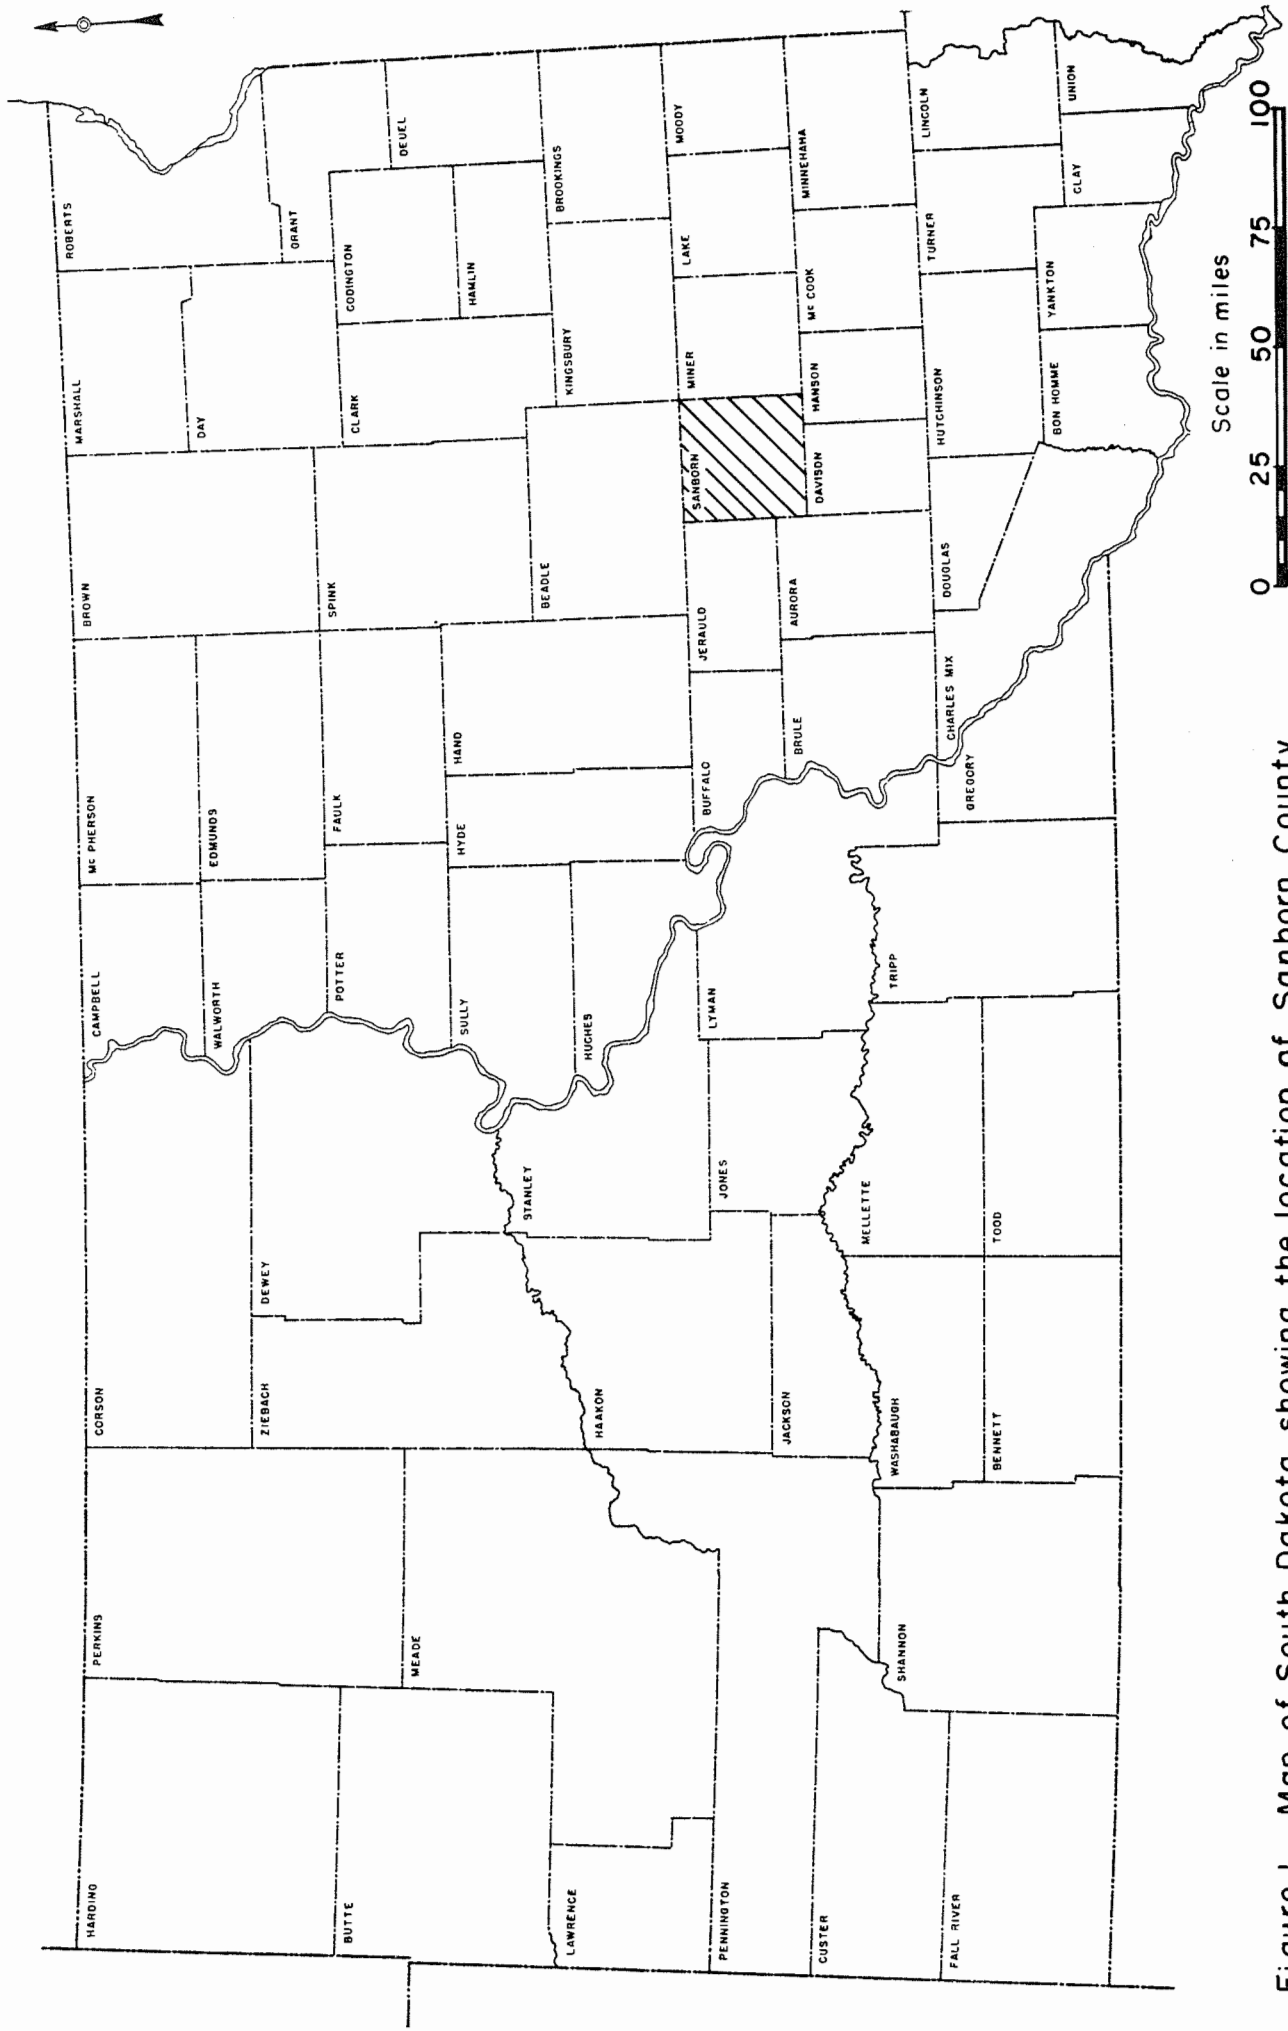 HARDING
PERKINS
CORSON
CAMPBELL
Mc PHERSON
BROWN
MARSHALL
ROBERTS
WALWORTH
EDMUNDS
DAY
GRANT
BUTTE
MEADE
ZIEBACH
DEWEY
POTTER
FAULK
SPINK
CLARK
CODINGTON
DEUEL
SULLY
HYDE
HAND
HAMLIN
LAWRENCE
HAAKON
STANLEY
HUGHES
BEADLE
KINGSBURY
BROOKINGS
PENNINGTON
JACKSON
JONES
LYMAN
BUFFALO
JERAULD
SANBORN
MINER
LAKE
MOODY
CUSTER
BRULE
AURORA
DAVISON
HANSON
Mc COOK
MINNEHAHA
SHANNON
WASHABAUGH
MELLETTE
TRIPP
GREGORY
CHARLES MIX
DOUGLAS
HUTCHINSON
TURNER
LINCOLN
FALL RIVER
BENNETT
TODD
BON HOMME
YANKTON
CLAY
UNION
Scale in miles
0 25 50 75 100
Figure 1. Map of South Dakota showing the location of Sanborn County